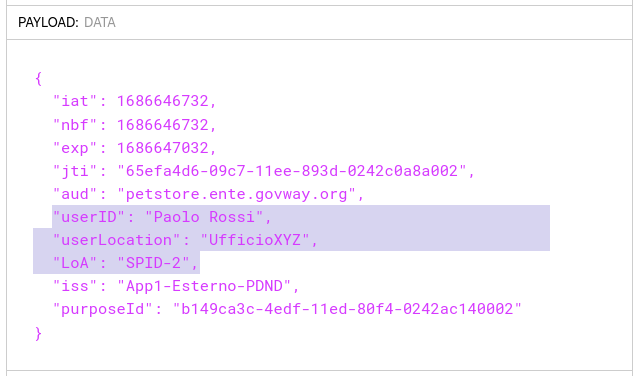 PAYLOAD: DATA
{
"iat": 1686646732,
"nbf": 1686646732,
"exp": 1686647032,
"jti": "65efa4d6-09c7-11ee-893d-0242c0a8a002",
"aud": "petstore.ente.govway.org",
"userID": "Paolo Rossi",
"userLocation": "UfficioXYZ",
"LoA": "SPID-2",
"iss": "App1-Esterno-PDND",
"purposeId": "b149ca3c-4edf-11ed-80f4-0242ac140002"
}